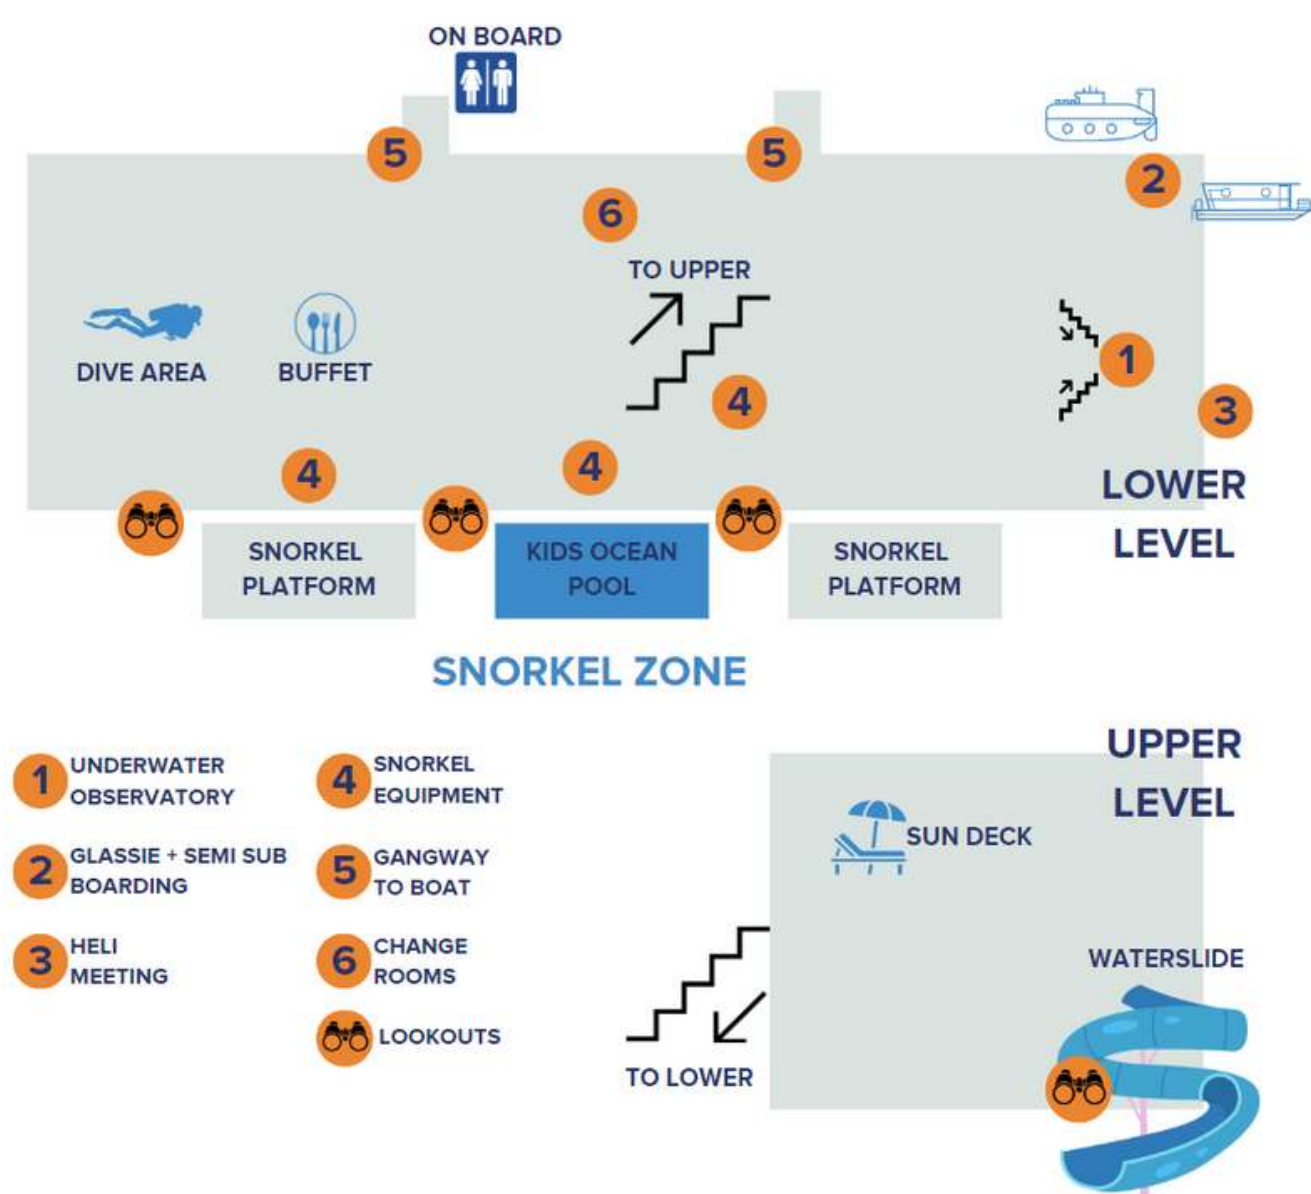 ON BOARD
5
5
2
6
TO UPPER
1
DIVE AREA
BUFFET
4
3
4
4
LOWER
LEVEL
SNORKEL
PLATFORM
KIDS OCEAN
POOL
SNORKEL
PLATFORM
SNORKEL ZONE
UPPER
LEVEL
SUN DECK
WATERSLIDE
TO LOWER
1 UNDERWATER
OBSERVATORY
2 GLASSIE + SEMI SUB
BOARDING
3 HELI
MEETING
4 SNORKEL
EQUIPMENT
5 GANGWAY
TO BOAT
6 CHANGE
ROOMS
LOOKOUTS